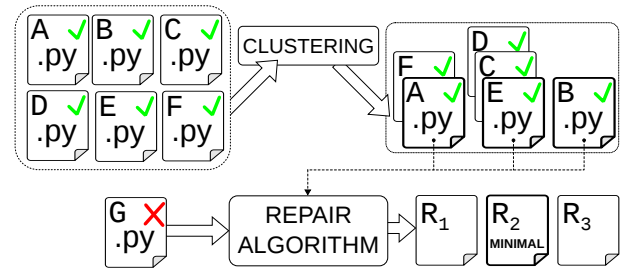 A .py
B .py
C .py
D .py
E .py
F .py
CLUSTERING
F
D
C
A .py
E .py
B .py
G .py
REPAIR
ALGORITHM
R1
R2
MINIMAL
R3